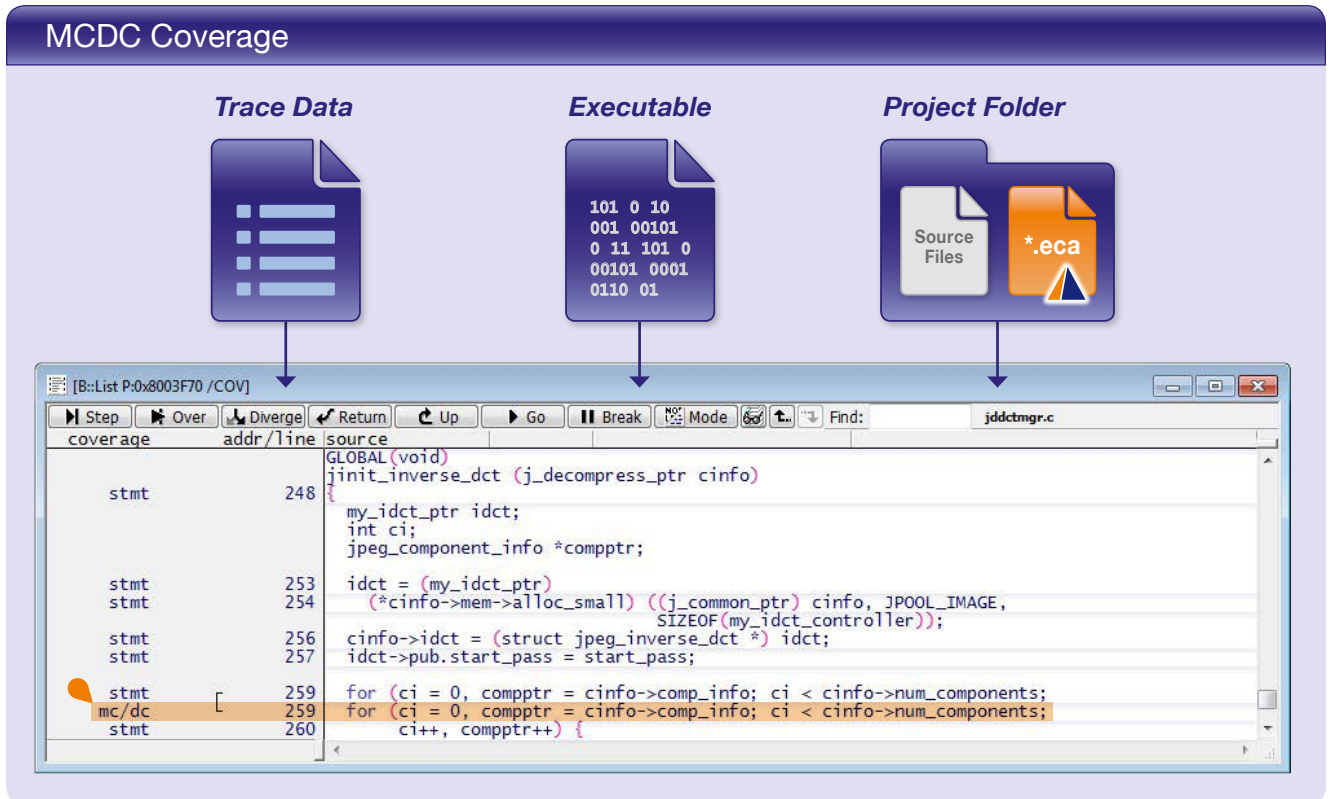 MCDC Coverage
Trace Data
Executable
Project Folder
101 0 10
001 00101
0 11 101 0
00101 0001
0110 01
Source
Files
*.eca
[B::List P:0x8003F70 /COV]
Step Over Diverge Return Up Go Break Mode t.. Find: jddctmgr.c
coverage addr/line source
GLOBAL(void)
jinit_inverse_dct (j_decompress_ptr cinfo)
stmt 248 {
my_idct_ptr idct;
int ci;
jpeg_component_info *compptr;
stmt 253 idct = (my_idct_ptr)
stmt 254 (*cinfo->mem->alloc_small) ((j_common_ptr) cinfo, JPOOL_IMAGE,
SIZEOF(my_idct_controller));
stmt 256 cinfo->idct = (struct jpeg_inverse_dct *) idct;
stmt 257 idct->pub.start_pass = start_pass;
stmt 259 for (ci = 0, compptr = cinfo->comp_info; ci < cinfo->num_components;
mc/dc 259 for (ci = 0, compptr = cinfo->comp_info; ci < cinfo->num_components;
stmt 260 ci++, compptr++) {